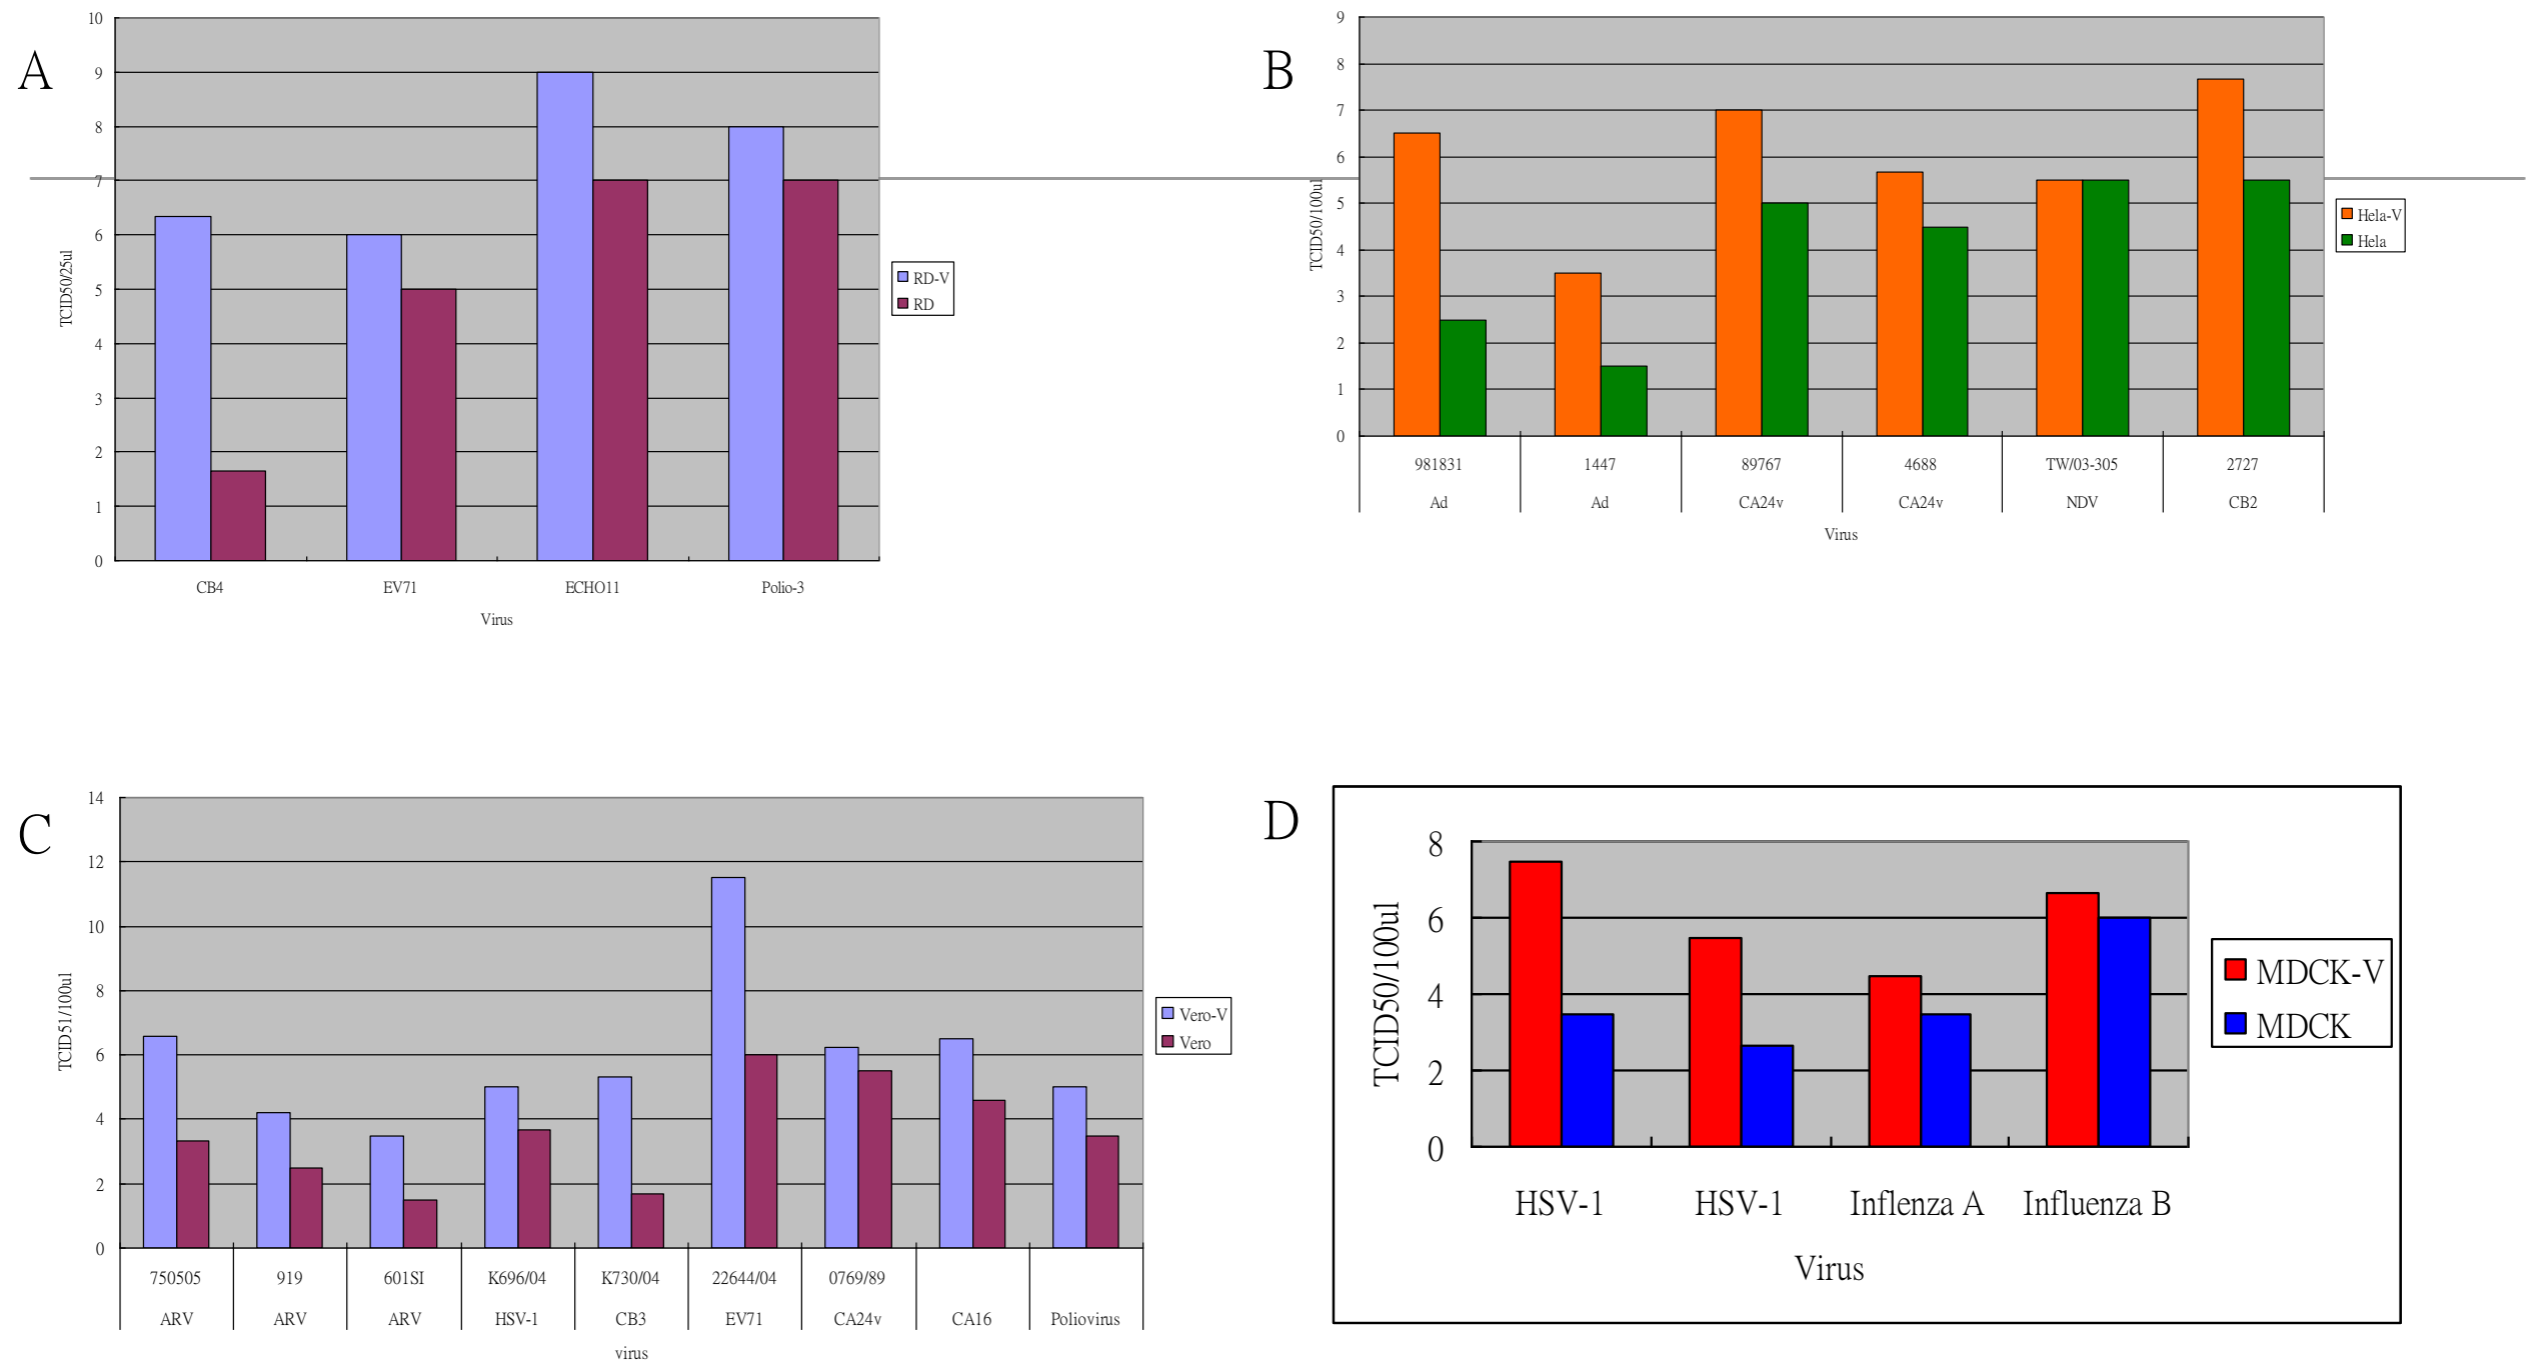 A
10
9
8
7
6
5
4
3
2
1
0
TCID50/25ul
CB4 EV71 ECHO11 Polio-3
Virus
RD-V
RD
B
9
8
7
6
5
4
3
2
1
0
TCID50/100ul
981831 1447 89767 4688 TW/03-305 2727
Ad Ad CA24v CA24v NDV CB2
Virus
Hela-V
Hela
C
14
12
10
8
6
4
2
0
TCID51/100ul
750505 919 601SI K696/04 K730/04 22644/04 0769/89
ARV ARV ARV HSV-1 CB3 EV71 CA24v CA16 Poliovirus
virus
Vero-V
Vero
D
8
6
4
2
0
TCID50/100ul
HSV-1 HSV-1 Inflenza A Influenza B
Virus
MDCK-V
MDCK